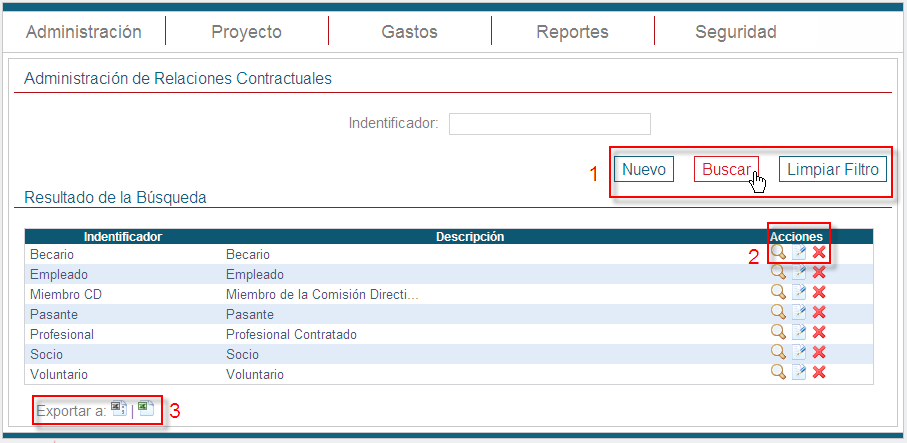 Administración Proyecto Gastos Reportes Seguridad
Administración de Relaciones Contractuales
Indentificador:
1 Nuevo Buscar Limpiar Filtro
Resultado de la Búsqueda
Indentificador Descripción Acciones
2
Becario Becario
Empleado Empleado
Miembro CD Miembro de la Comisión Directi...
Pasante Pasante
Profesional Profesional Contratado
Socio Socio
Voluntario Voluntario
Exportar a: | 3